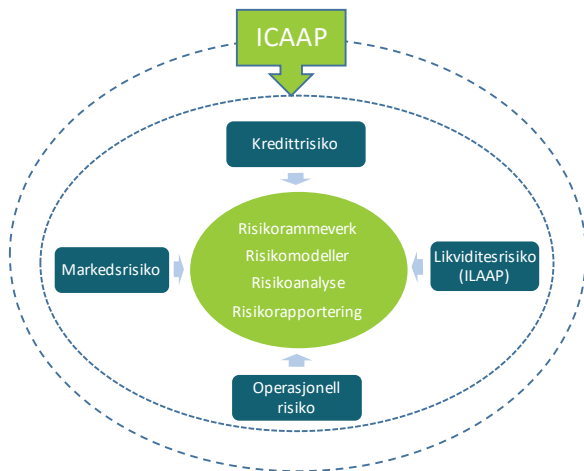 ICAAP
Kredittrisiko
Risikorammeverk
Risikomodeller
Risikoanalyse
Risikorapportering
Markedsrisiko
Likviditesrisiko
(ILAAP)
Operasjonell
risiko